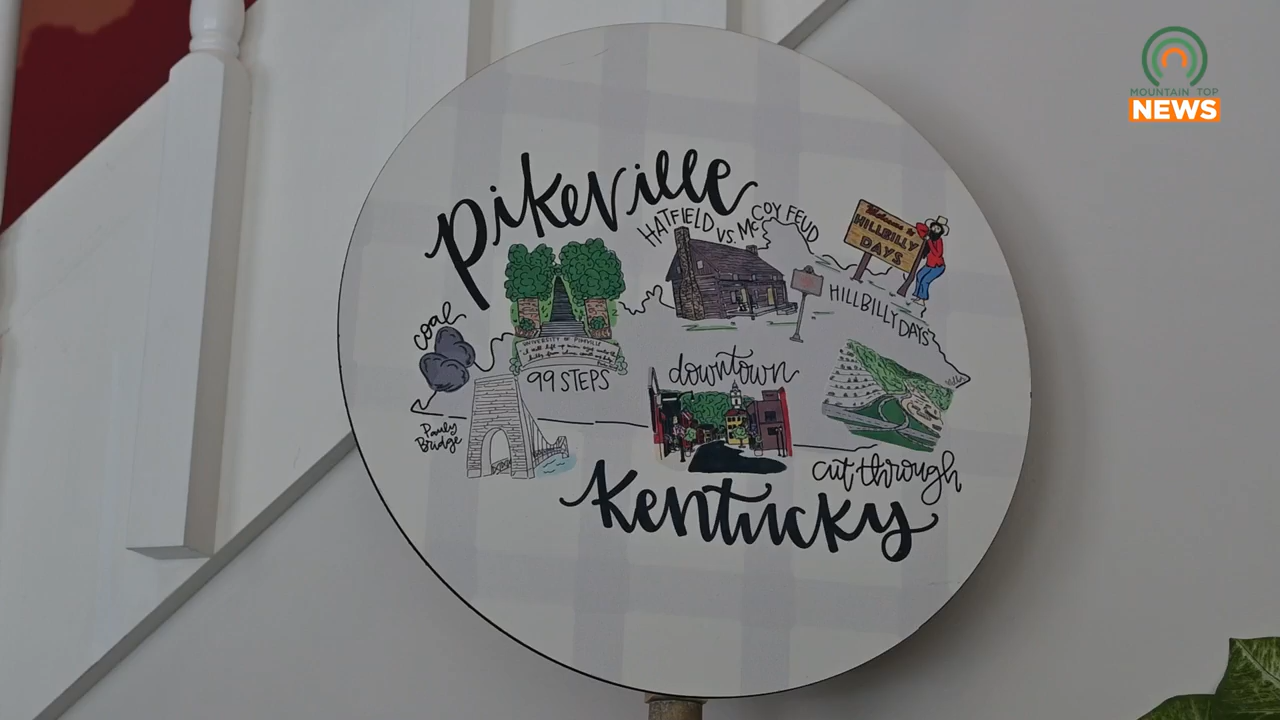 MOUNTAIN TOP
NEWS
Pikeville
HATFIELD VS. McCOY FEUD
Welcome to
HILLBILLY
DAYS
HILLBILLY DAYS
coal
UNIVERSITY OF PIKEVILLE
99 STEPS
downtown
Pauly
Bridge
cut through
Kentucky